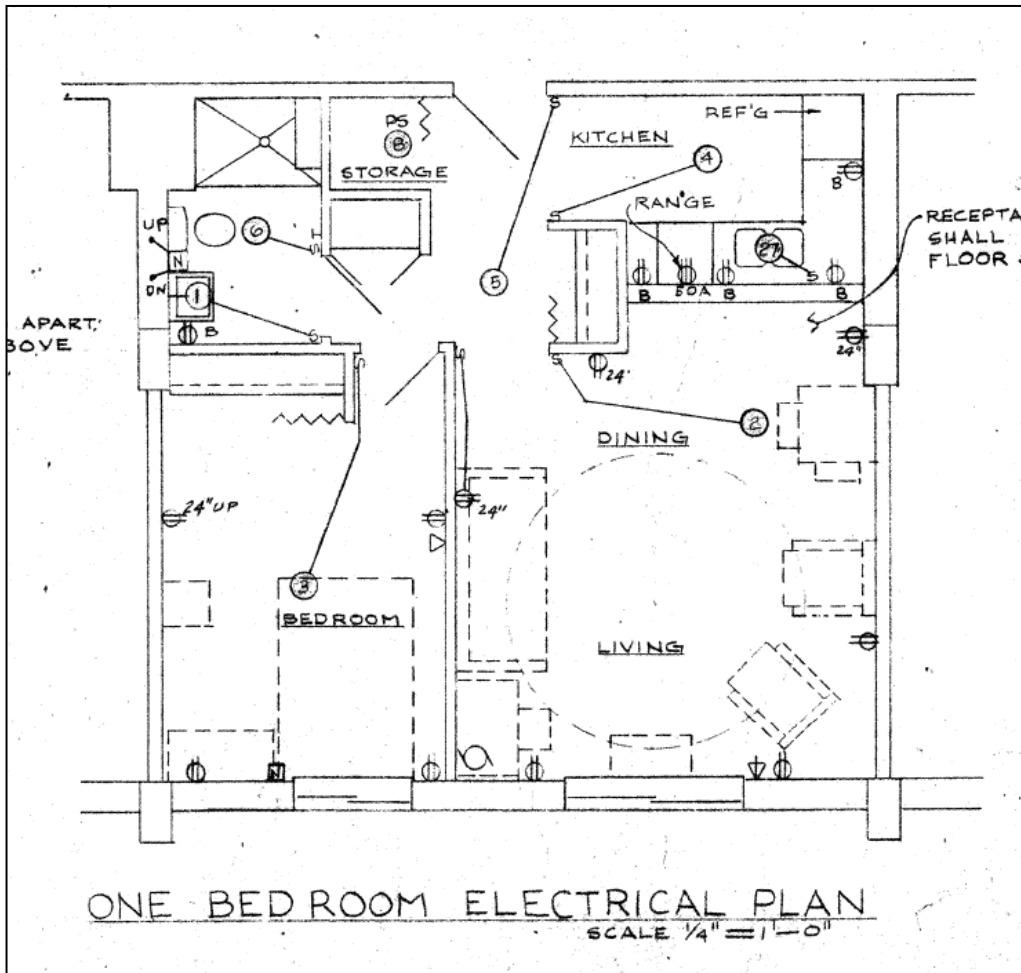 PS
B
STORAGE
KITCHEN
4
REF'G
B
RANGE
6
S
UP
N
DN
1
B
5
27
S
B
50A
B
B
RECEPTA
SHALL
FLOOR
APART.
BOVE
24"
24"
2
DINING
24" UP
24"
3
BEDROOM
LIVING
N
ONE BEDROOM ELECTRICAL PLAN
SCALE 1/4" = 1'-0"